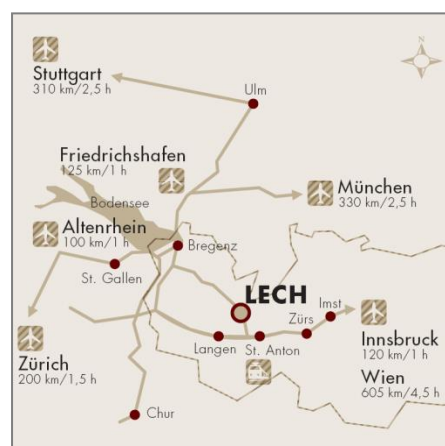 N
Stuttgart
310 km/2,5 h
Ulm
Friedrichshafen
125 km/1 h
München
330 km/2,5 h
Bodensee
Altenrhein
100 km/1 h
Bregenz
St. Gallen
LECH
Imst
Zürs
Innsbruck
120 km/1 h
Langen
St. Anton
Zürich
200 km/1,5 h
Wien
605 km/4,5 h
Chur